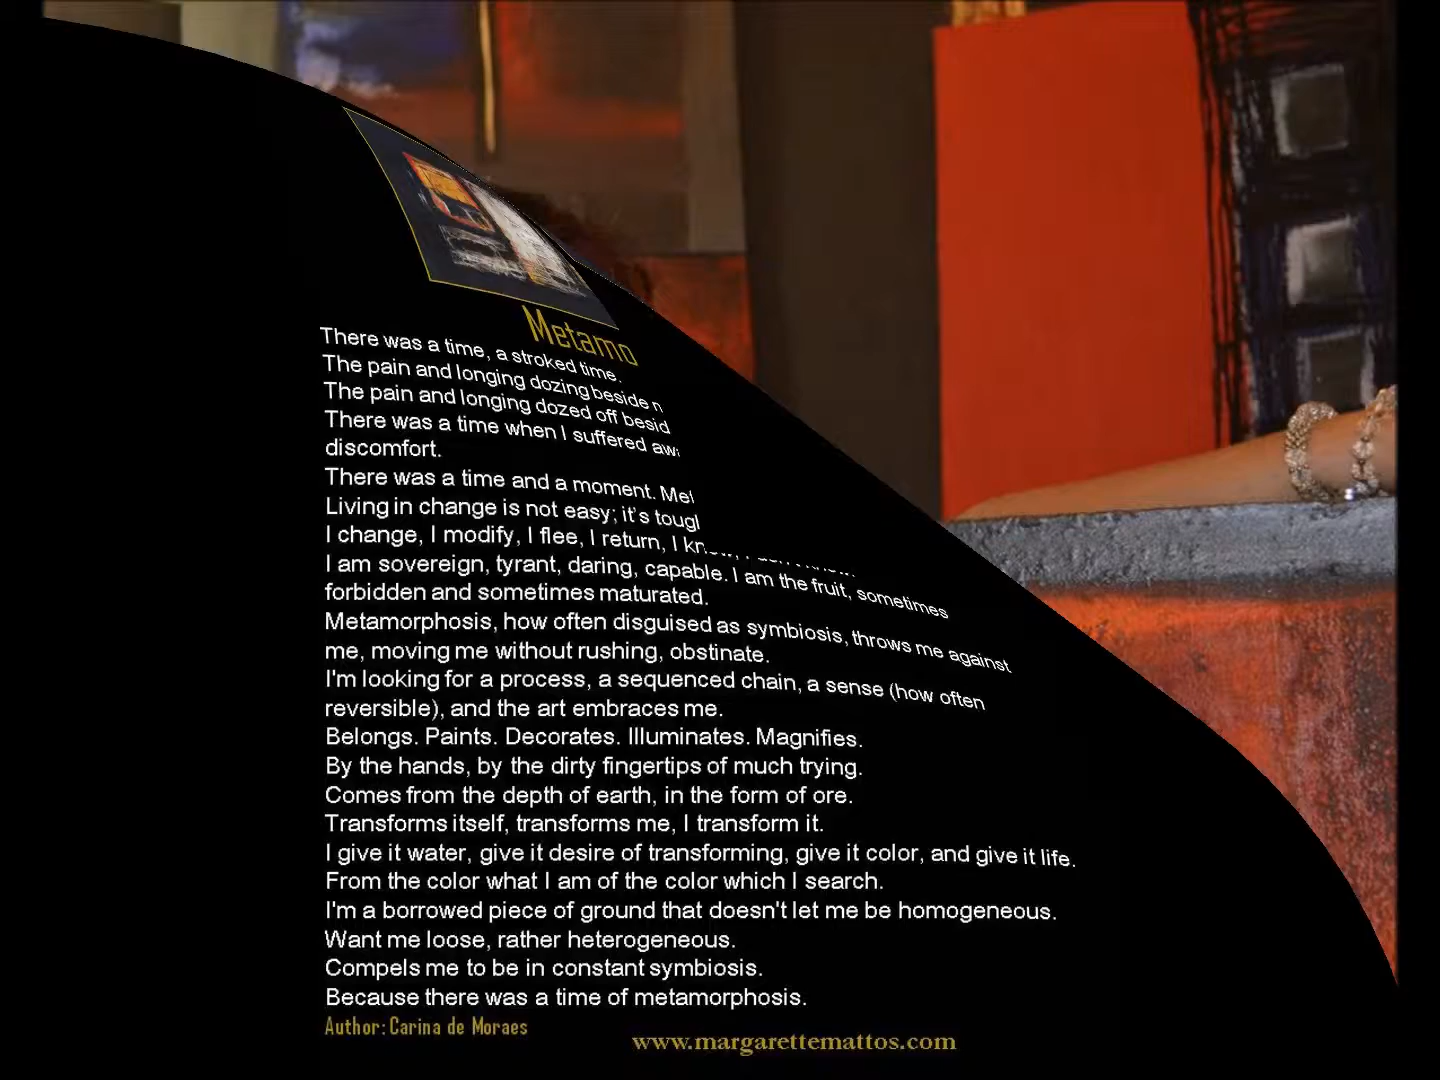 Metamo
There was a time, a stroked time.
The pain and longing dozing beside
The pain and longing dozed off besid
There was a time when I suffered
discomfort.
There was a time and a moment.
Living in change is not easy; it's
I change, I modify, I flee, I return, I
I am sovereign, tyrant, daring, capable. I am the fruit, sometimes
forbidden and sometimes maturated.
Metamorphosis, how often disguised as symbiosis, throws me against
me, moving me without rushing, obstinate.
I'm looking for a process, a sequenced chain, a sense (how often
reversible), and the art embraces me.
Belongs. Paints. Decorates. Illuminates. Magnifies.
By the hands, by the dirty fingertips of much trying.
Comes from the depth of earth, in the form of ore.
Transforms itself, transforms me, I transform it.
I give it water, give it desire of transforming, give it color, and give it life.
From the color what I am of the color which I search.
I'm a borrowed piece of ground that doesn't let me be homogeneous.
Want me loose, rather heterogeneous.
Compels me to be in constant symbiosis.
Because there was a time of metamorphosis.
Author: Carina de Moraes
www.margarettemattos.com